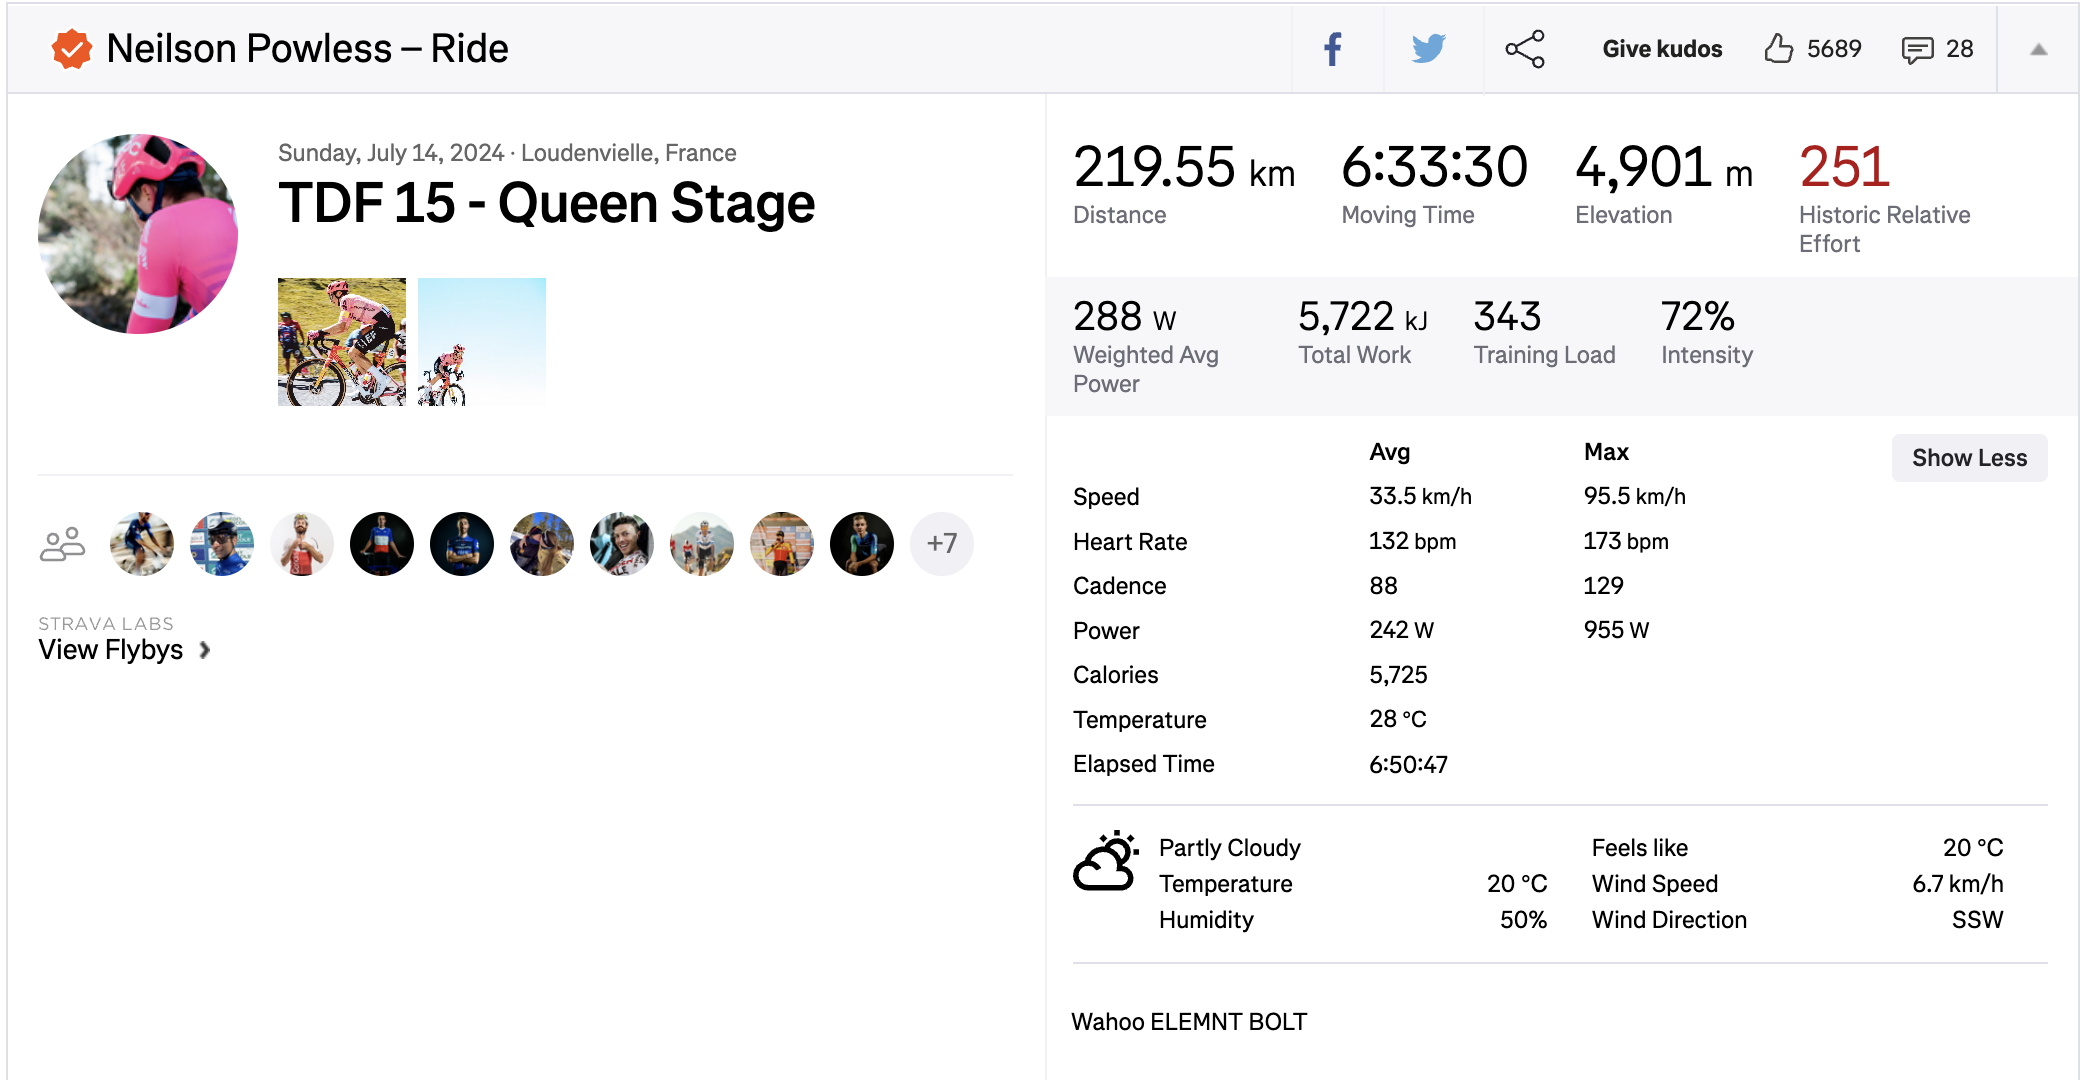 Neilson Powless – Ride
Give kudos 5689 28
Sunday, July 14, 2024 · Loudenvielle, France
TDF 15 - Queen Stage
+7
STRAVA LABS
View Flybys
219.55 km 6:33:30 4,901 m 251
Distance Moving Time Elevation Historic Relative
Effort
288 W 5,722 kJ 343 72%
Weighted Avg Total Work Training Load Intensity
Power
Avg Max Show Less
Speed 33.5 km/h 95.5 km/h
Heart Rate 132 bpm 173 bpm
Cadence 88 129
Power 242 W 955 W
Calories 5,725
Temperature 28 °C
Elapsed Time 6:50:47
Partly Cloudy Feels like 20 °C
Temperature 20 °C Wind Speed 6.7 km/h
Humidity 50% Wind Direction SSW
Wahoo ELEMNT BOLT